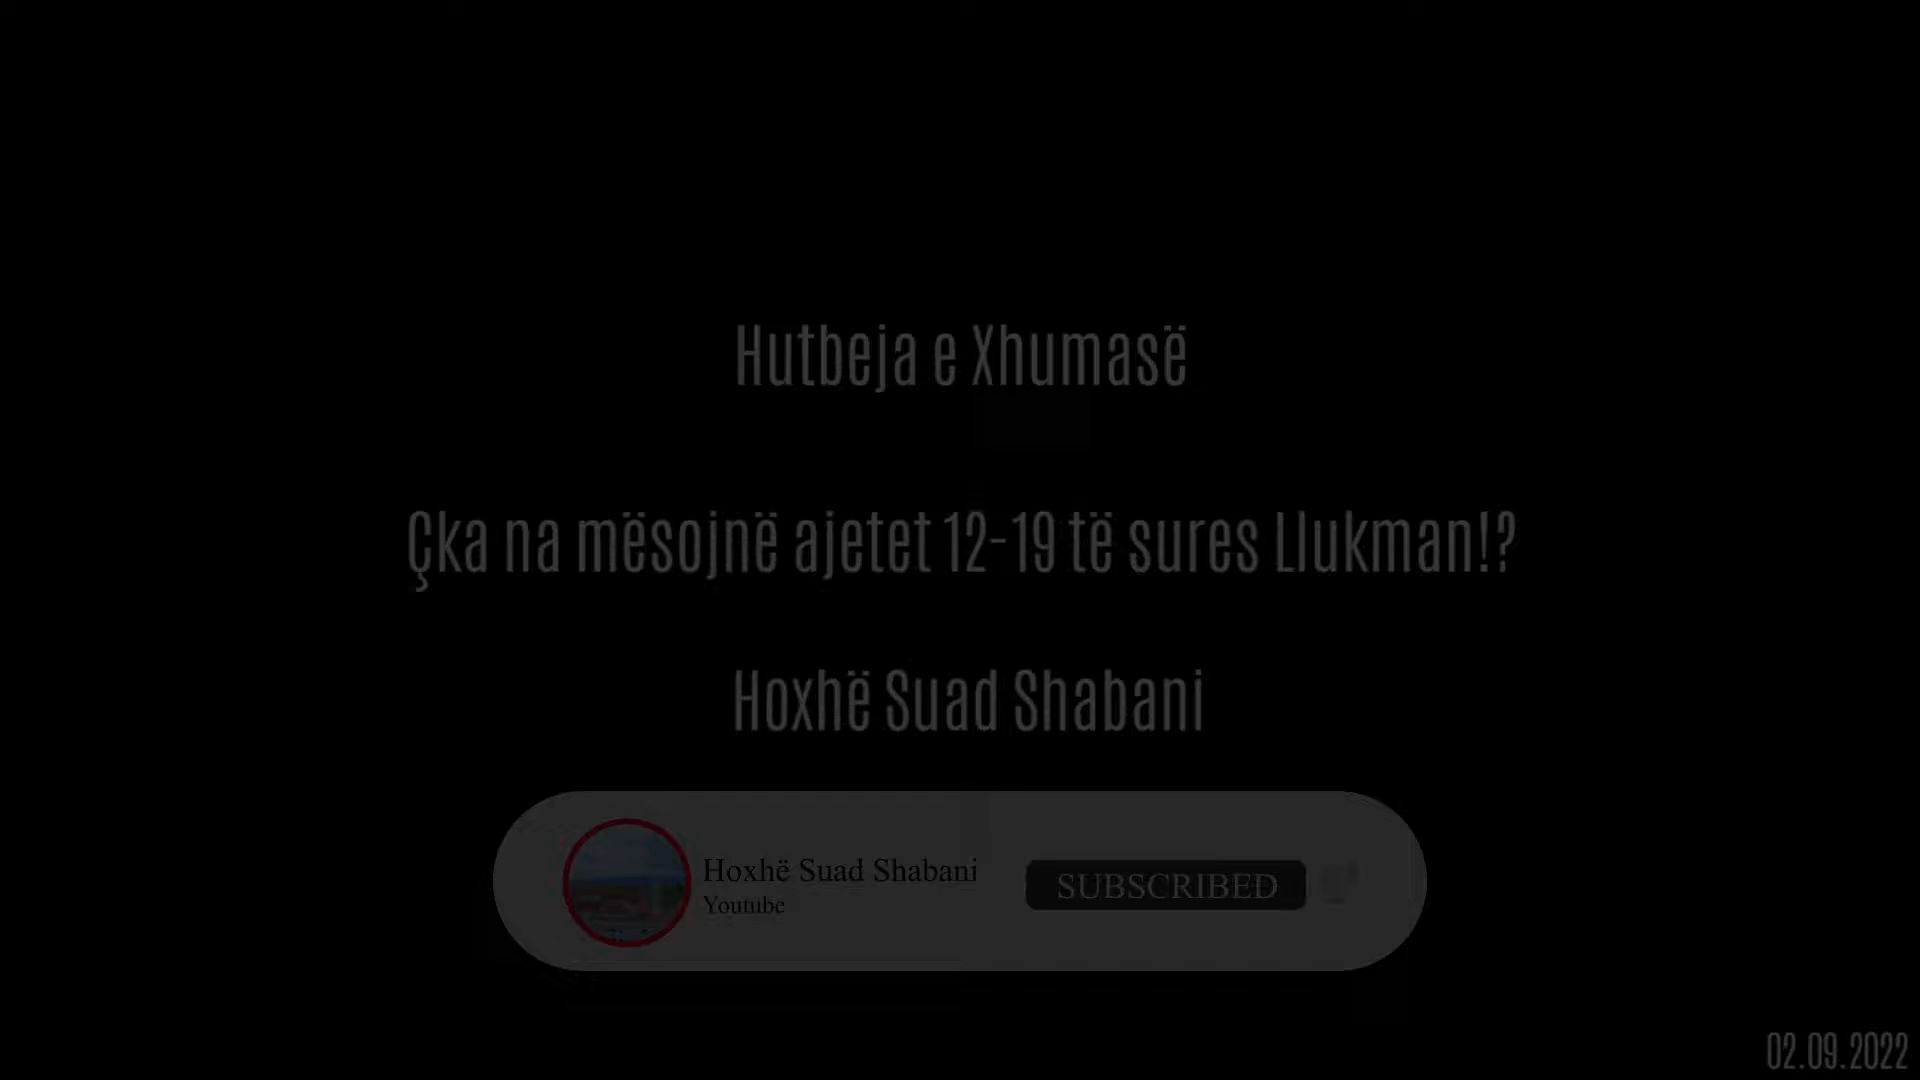 Hutbeja e Xhumasë
Çka na mësojnë ajetet 12-19 të sures Llukman!?
Hoxhë Suad Shabani
Hoxhë Suad Shabani
Youtube
SUBSCRIBED
02.09.2022